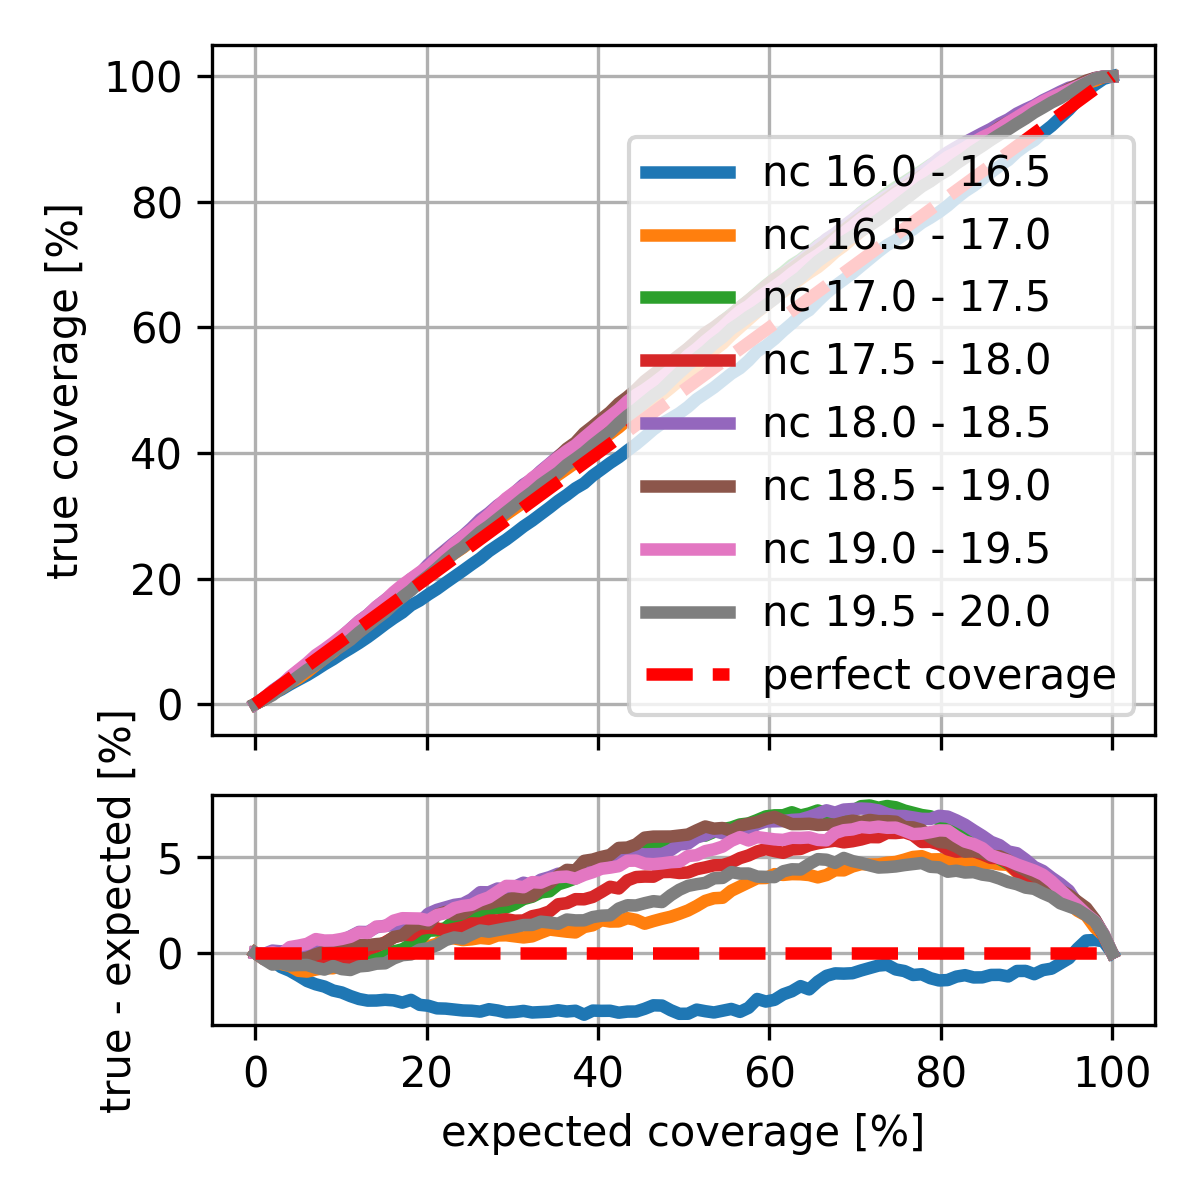 100
80
60
40
20
0
true coverage [%]
nc 16.0 - 16.5
nc 16.5 - 17.0
nc 17.0 - 17.5
nc 17.5 - 18.0
nc 18.0 - 18.5
nc 18.5 - 19.0
nc 19.0 - 19.5
nc 19.5 - 20.0
perfect coverage
true - expected [%]
5
0
0 20 40 60 80 100
expected coverage [%]